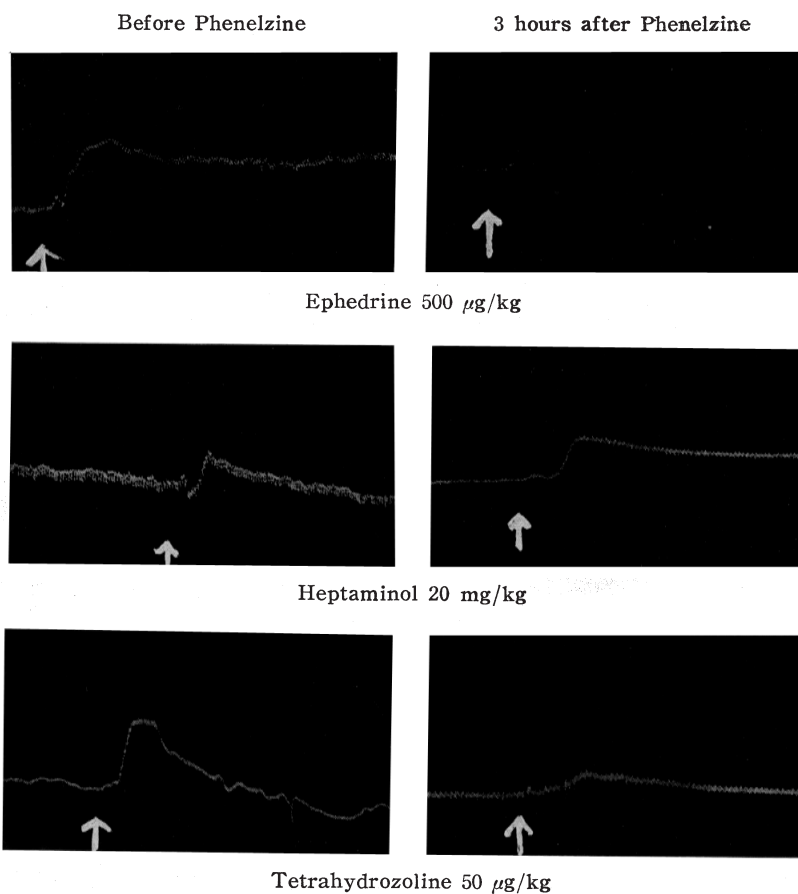 Before Phenelzine
3 hours after Phenelzine
Ephedrine 500 μg/kg
Heptaminol 20 mg/kg
Tetrahydrozoline 50 μg/kg